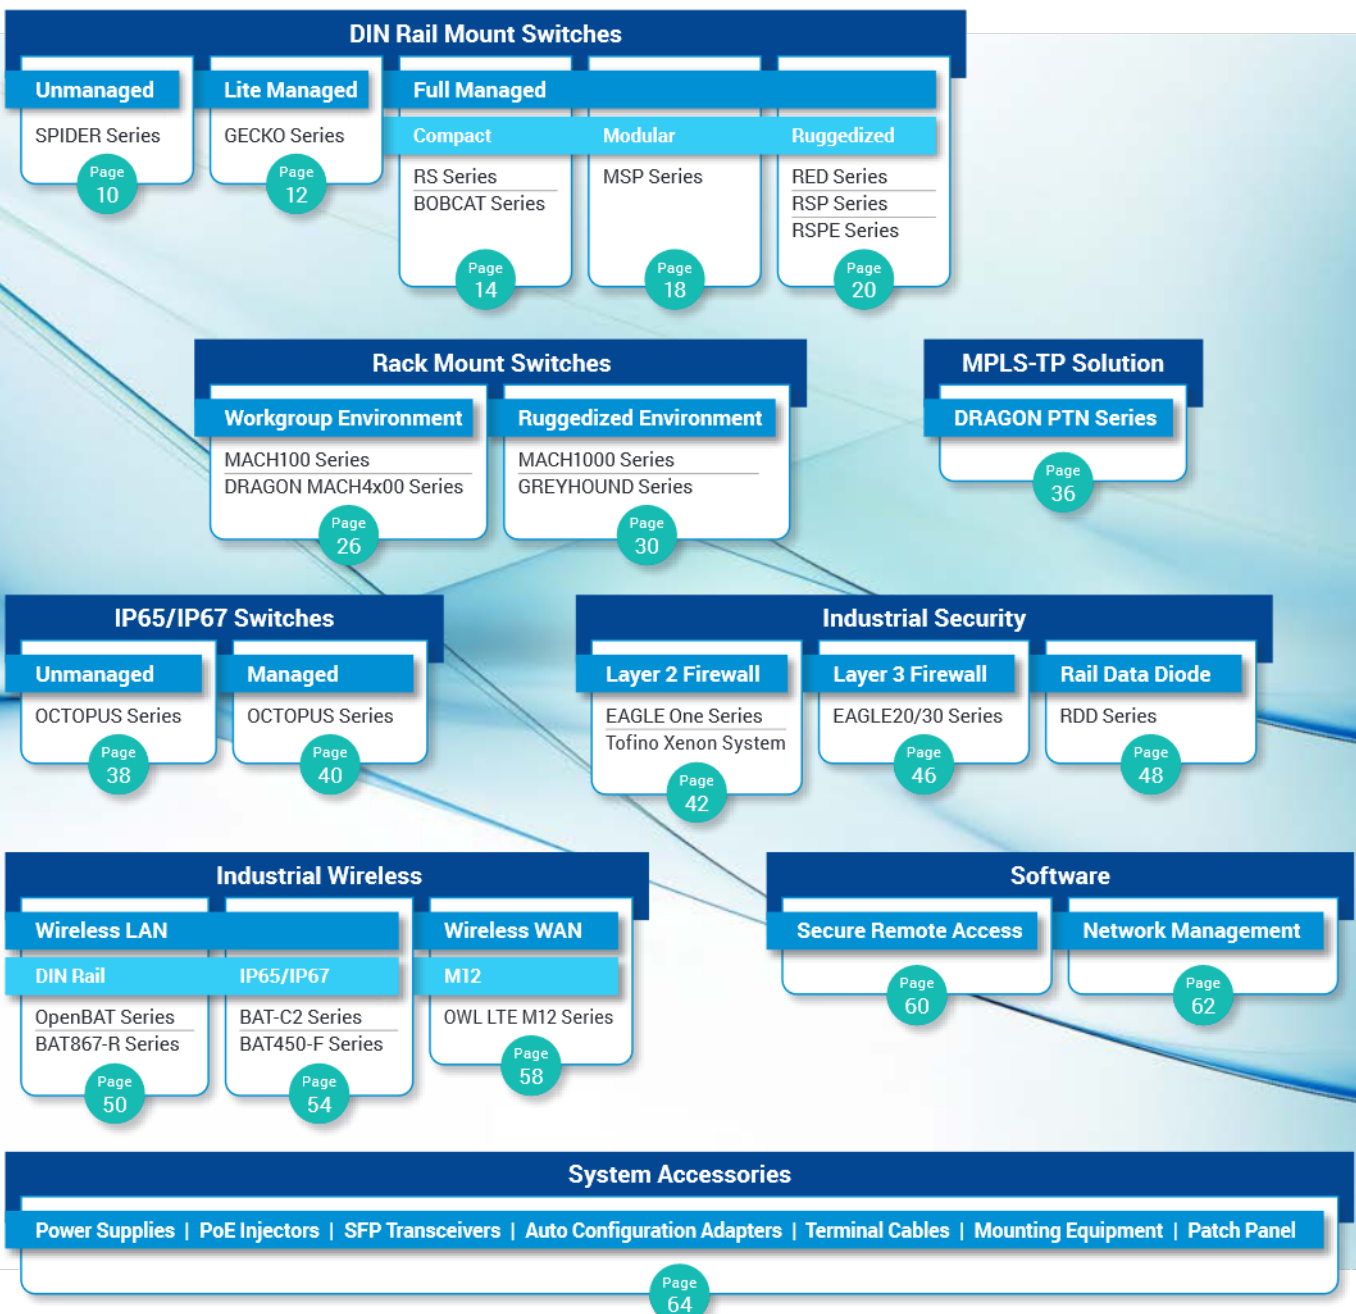 DIN Rail Mount Switches
Unmanaged
SPIDER Series
Page
10
Lite Managed
GECKO Series
Page
12
Full Managed
Compact
RS Series
BOBCAT Series
Page
14
Modular
MSP Series
Page
18
Ruggedized
RED Series
RSP Series
RSPE Series
Page
20
Rack Mount Switches
Workgroup Environment
MACH100 Series
DRAGON MACH4x00 Series
Page
26
Ruggedized Environment
MACH1000 Series
GREYHOUND Series
Page
30
MPLS-TP Solution
DRAGON PTN Series
Page
36
IP65/IP67 Switches
Unmanaged
OCTOPUS Series
Page
38
Managed
OCTOPUS Series
Page
40
Industrial Security
Layer 2 Firewall
EAGLE One Series
Tofino Xenon System
Page
42
Layer 3 Firewall
EAGLE20/30 Series
Page
46
Rail Data Diode
RDD Series
Page
48
Industrial Wireless
Wireless LAN
DIN Rail
OpenBAT Series
BAT867-R Series
Page
50
IP65/IP67
BAT-C2 Series
BAT450-F Series
Page
54
Wireless WAN
M12
OWL LTE M12 Series
Page
58
Software
Secure Remote Access
Page
60
Network Management
Page
62
System Accessories
Power Supplies | PoE Injectors | SFP Transceivers | Auto Configuration Adapters | Terminal Cables | Mounting Equipment | Patch Panel
Page
64